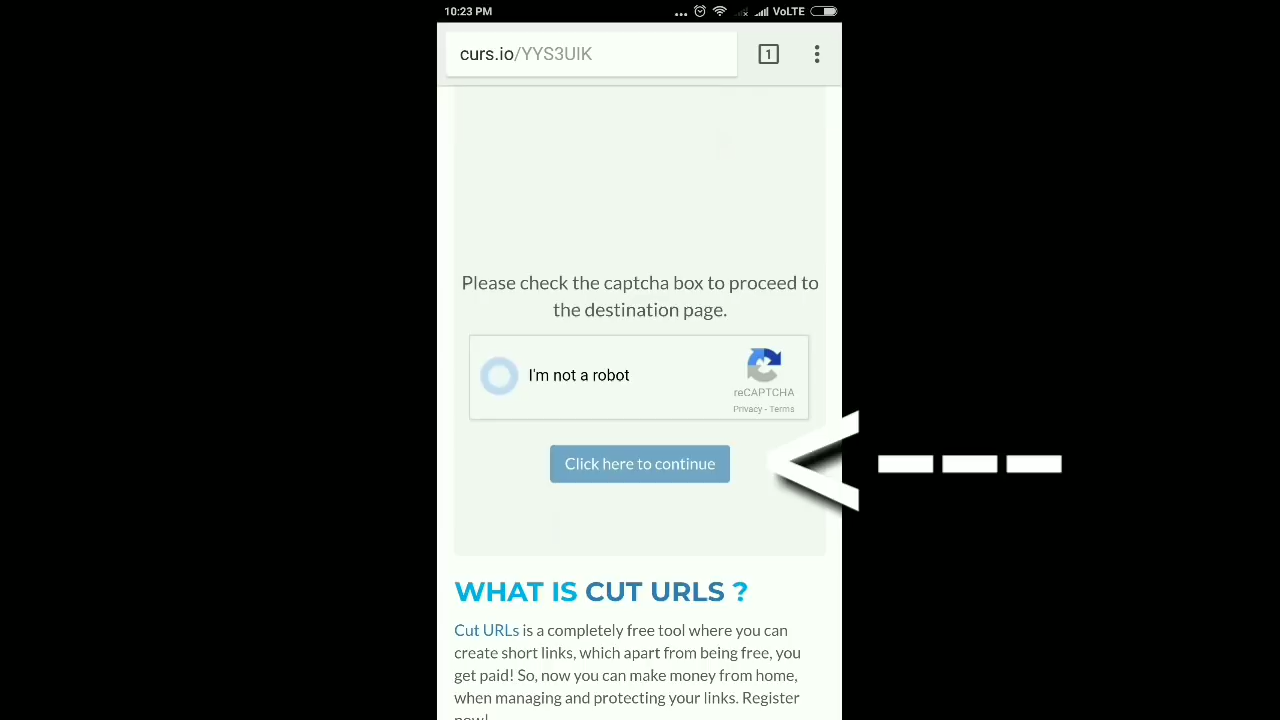 10:23 PM
VoLTE
curs.io/YYS3UIK
1
Please check the captcha box to proceed to
the destination page.
I'm not a robot
reCAPTCHA
Privacy - Terms
Click here to continue
WHAT IS CUT URLS ?
Cut URLs is a completely free tool where you can
create short links, which apart from being free, you
get paid! So, now you can make money from home,
when managing and protecting your links. Register
now!